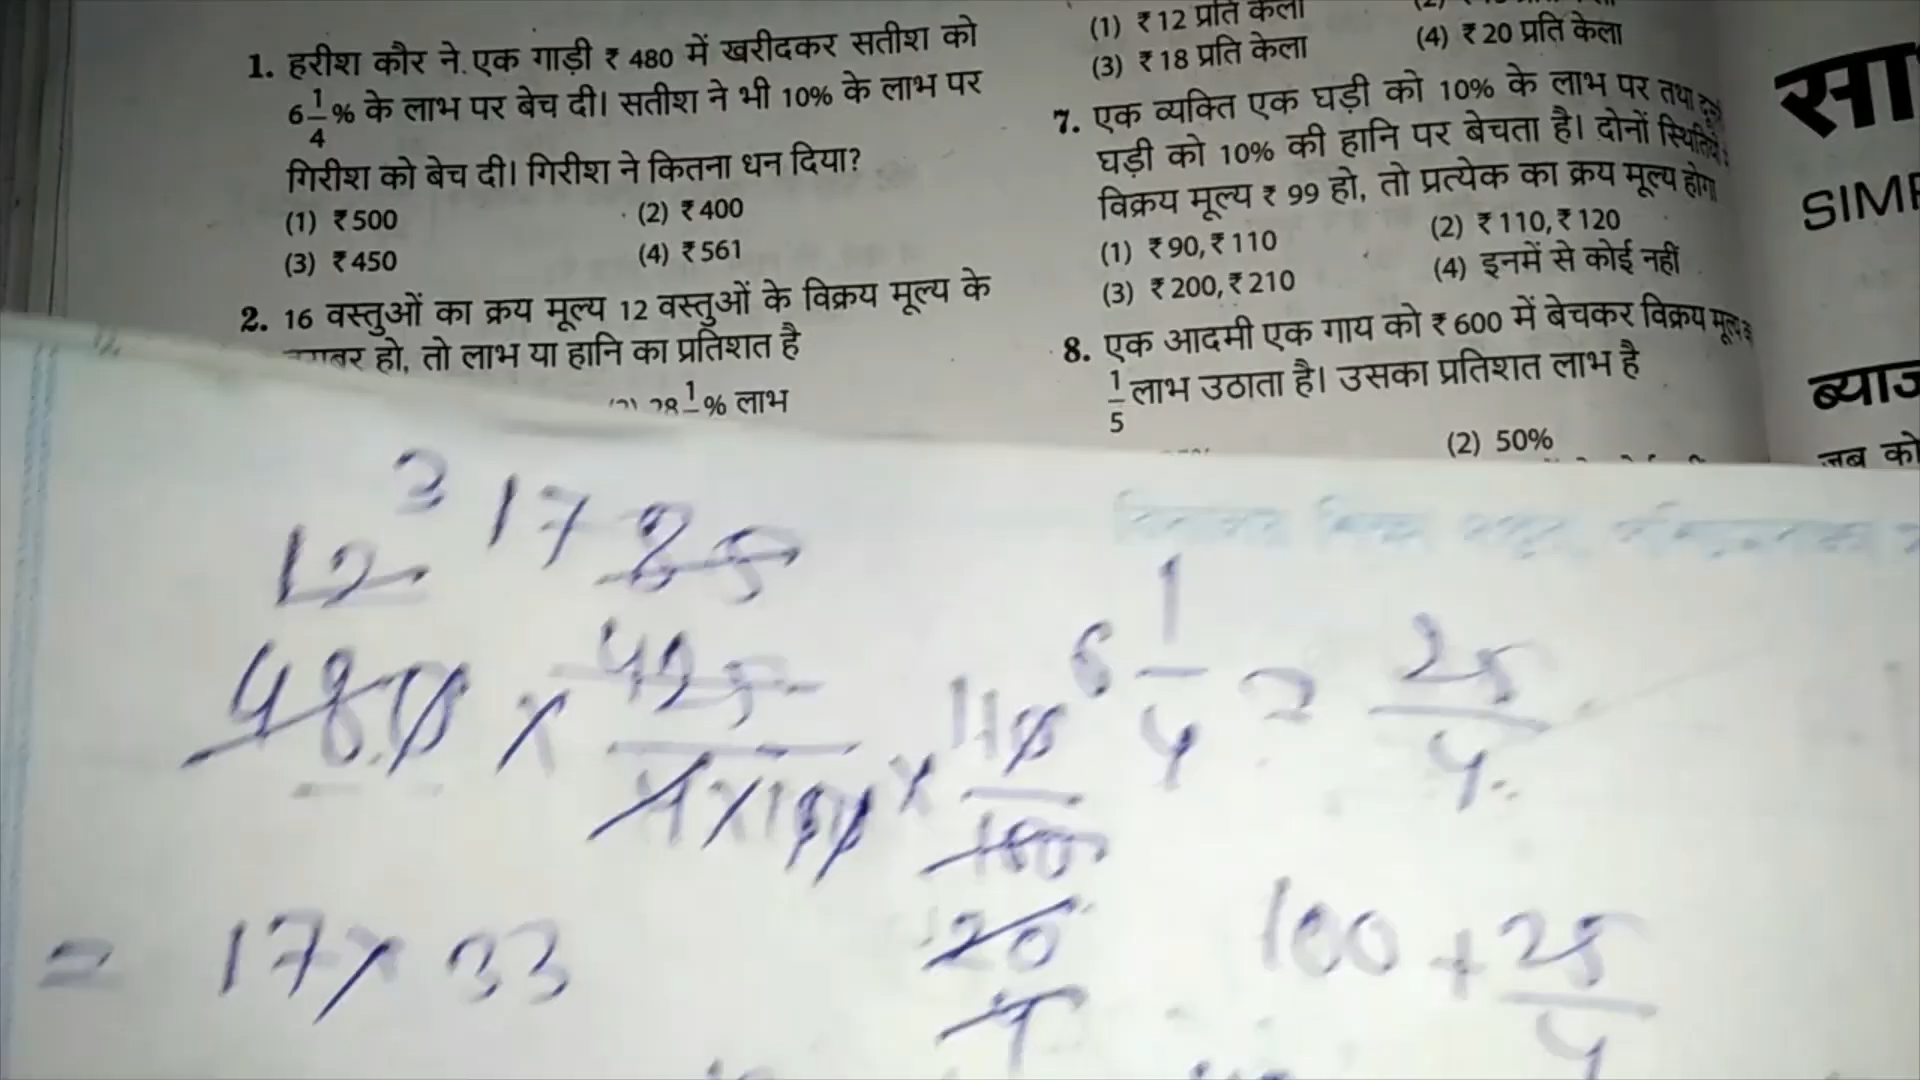 1. हरीश कौर ने एक गाड़ी ₹ 480 में खरीदकर सतीश को
6 1/4 % के लाभ पर बेच दी। सतीश ने भी 10% के लाभ पर
गिरीश को बेच दी। गिरीश ने कितना धन दिया?
(1) ₹ 500 (2) ₹ 400
(3) ₹ 450 (4) ₹ 561
2. 16 वस्तुओं का क्रय मूल्य 12 वस्तुओं के विक्रय मूल्य के
हो, तो लाभ या हानि का प्रतिशत है
28 1/ % लाभ
(1) ₹ 12 प्रति केला
(3) ₹ 18 प्रति केला (4) ₹ 20 प्रति केला
7. एक व्यक्ति एक घड़ी को 10% के लाभ पर तथा
घड़ी को 10% की हानि पर बेचता है। दोनों
विक्रय मूल्य ₹ 99 हो, तो प्रत्येक का क्रय मूल्य होगा
(1) ₹ 90, ₹ 110 (2) ₹ 110, ₹ 120
(3) ₹ 200, ₹ 210 (4) इनमें से कोई नहीं
8. एक आदमी एक गाय को ₹ 600 में बेचकर विक्रय
1/5 लाभ उठाता है। उसका प्रतिशत लाभ है
(2) 50%
जब को
3
12 17 25
480 × 425/4×100 × 110/100
20
6 1/4 = 25/4
= 17 × 33
100 + 25/4